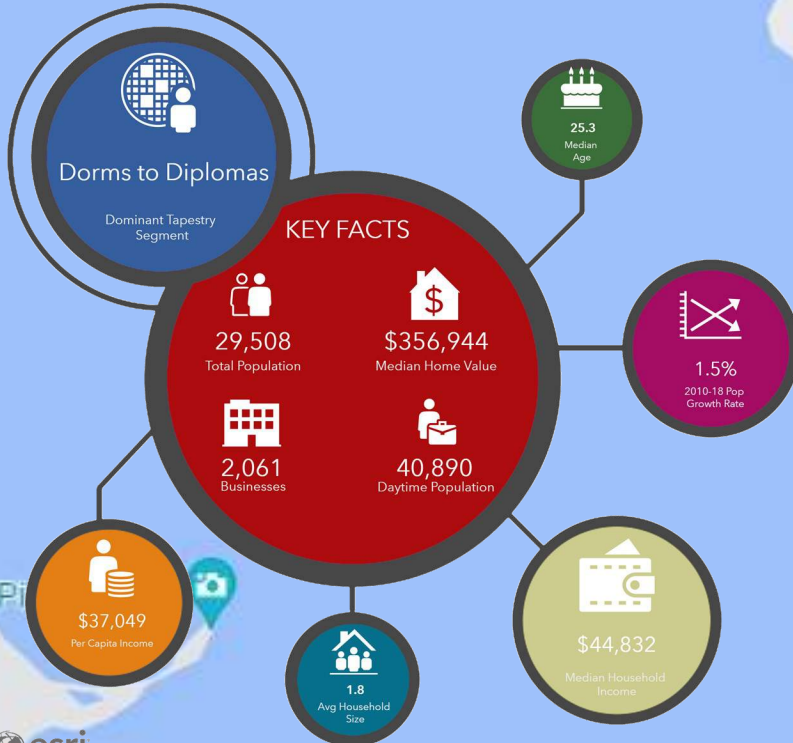 Dorms to Diplomas
Dominant Tapestry
Segment
KEY FACTS
29,508
Total Population
$356,944
Median Home Value
2,061
Businesses
40,890
Daytime Population
25.3
Median
Age
1.5%
2010-18 Pop
Growth Rate
$37,049
Per Capita Income
1.8
Avg Household
Size
$44,832
Median Household
Income
esri